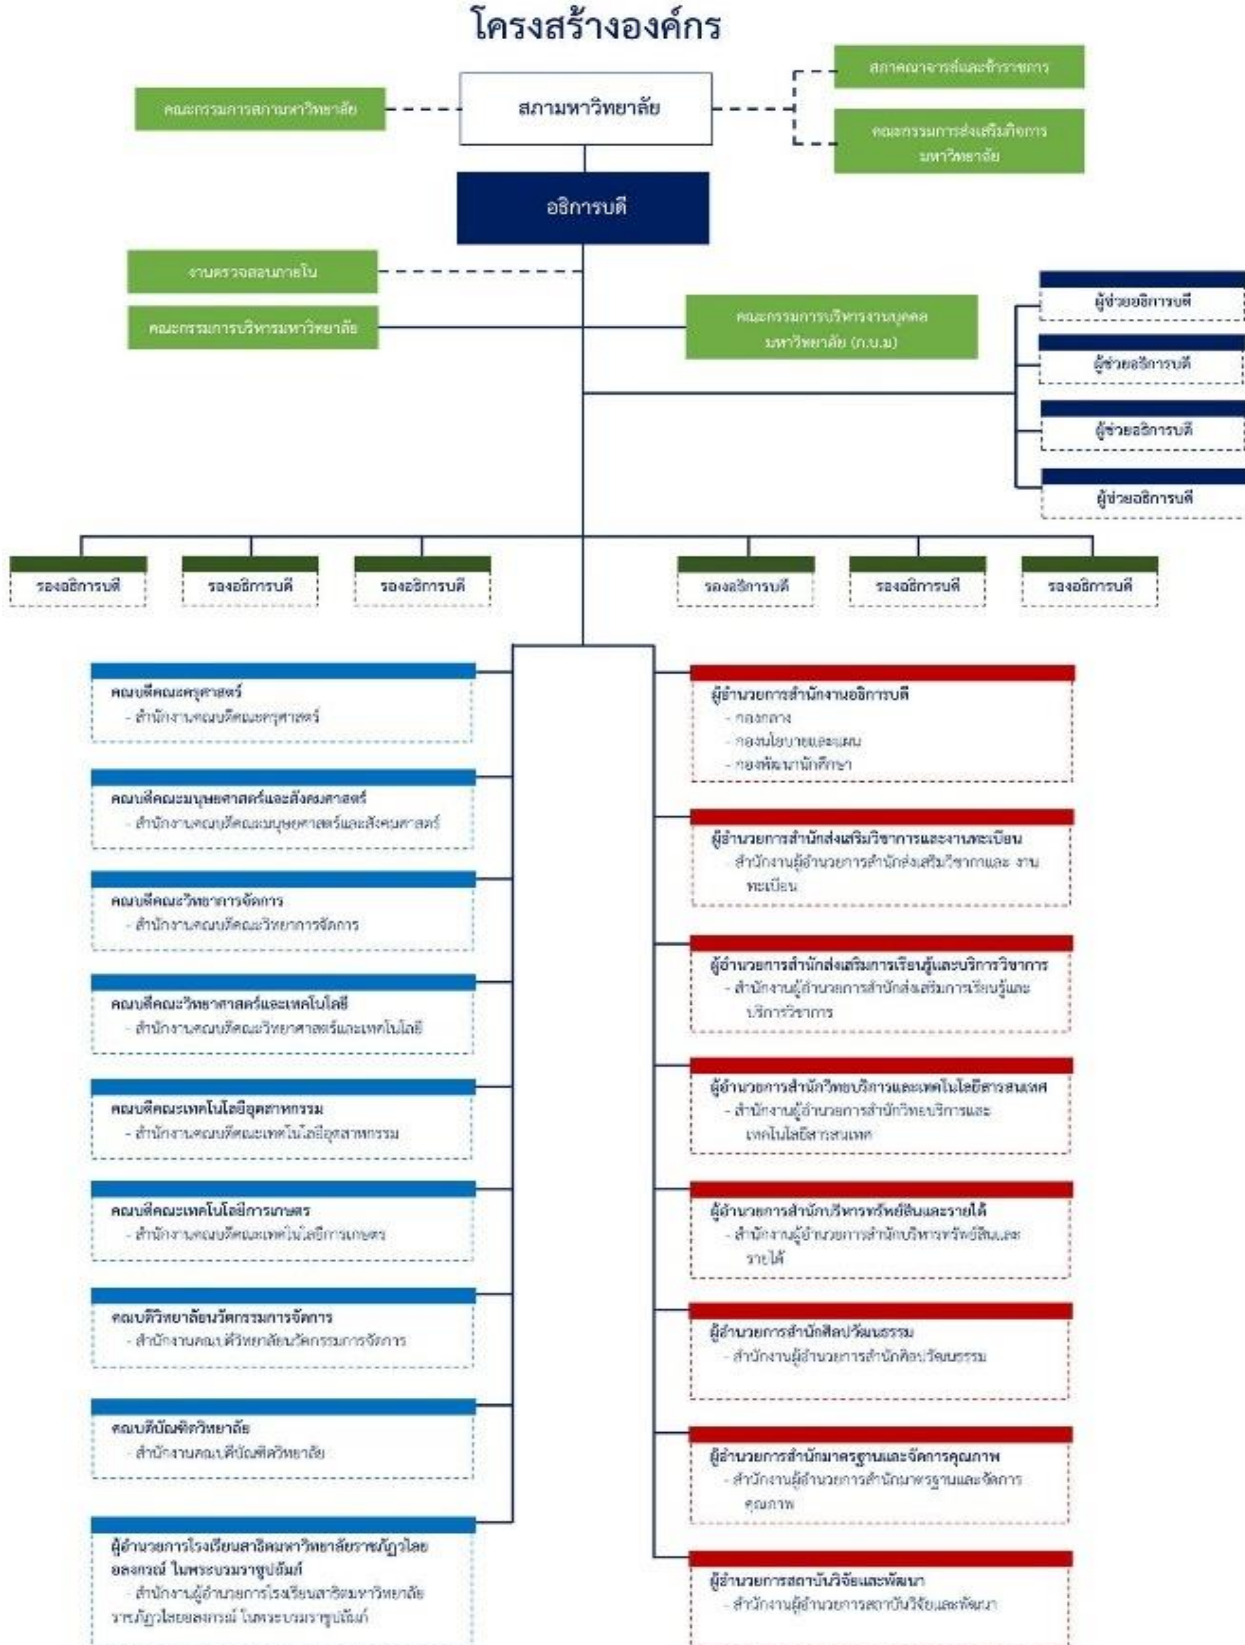 โครงสร้างองค์กร
สภาคณาจารย์และข้าราชการ
คณะกรรมการสภามหาวิทยาลัย
สภามหาวิทยาลัย
คณะกรรมการส่งเสริมกิจการ
มหาวิทยาลัย
อธิการบดี
งานตรวจสอบภายใน
คณะกรรมการบริหารมหาวิทยาลัย
คณะกรรมการบริหารงานบุคคล
มหาวิทยาลัย (ก.บ.ม)
ผู้ช่วยอธิการบดี
ผู้ช่วยอธิการบดี
ผู้ช่วยอธิการบดี
ผู้ช่วยอธิการบดี
รองอธิการบดี
รองอธิการบดี
รองอธิการบดี
รองอธิการบดี
รองอธิการบดี
รองอธิการบดี
คณบดีคณะครุศาสตร์
- สำนักงานคณบดีคณะครุศาสตร์
คณบดีคณะมนุษยศาสตร์และสังคมศาสตร์
- สำนักงานคณบดีคณะมนุษยศาสตร์และสังคมศาสตร์
คณบดีคณะวิทยาการจัดการ
- สำนักงานคณบดีคณะวิทยาการจัดการ
คณบดีคณะวิทยาศาสตร์และเทคโนโลยี
- สำนักงานคณบดีคณะวิทยาศาสตร์และเทคโนโลยี
คณบดีคณะเทคโนโลยีอุตสาหกรรม
- สำนักงานคณบดีคณะเทคโนโลยีอุตสาหกรรม
คณบดีคณะเทคโนโลยีการเกษตร
- สำนักงานคณบดีคณะเทคโนโลยีการเกษตร
คณบดีวิทยาลัยนวัตกรรมการจัดการ
- สำนักงานคณบดีวิทยาลัยนวัตกรรมการจัดการ
คณบดีบัณฑิตวิทยาลัย
- สำนักงานคณบดีบัณฑิตวิทยาลัย
ผู้อำนวยการโรงเรียนสาธิตมหาวิทยาลัยราชภัฏวไลย
อลงกรณ์ ในพระบรมราชูปถัมภ์
- สำนักงานผู้อำนวยการโรงเรียนสาธิตมหาวิทยาลัย
ราชภัฏวไลยอลงกรณ์ ในพระบรมราชูปถัมภ์
ผู้อำนวยการสำนักงานอธิการบดี
- กองกลาง
- กองนโยบายและแผน
- กองพัฒนานักศึกษา
ผู้อำนวยการสำนักส่งเสริมวิชาการและงานทะเบียน
- สำนักงานผู้อำนวยการสำนักส่งเสริมวิชากาและ งาน
ทะเบียน
ผู้อำนวยการสำนักส่งเสริมการเรียนรู้และบริการวิชาการ
- สำนักงานผู้อำนวยการสำนักส่งเสริมการเรียนรู้และ
บริการวิชาการ
ผู้อำนวยการสำนักวิทยบริการและเทคโนโลยีสารสนเทศ
- สำนักงานผู้อำนวยการสำนักวิทยบริการและ
เทคโนโลยีสารสนเทศ
ผู้อำนวยการสำนักบริหารทรัพย์สินและรายได้
- สำนักงานผู้อำนวยการสำนักบริหารทรัพย์สินและ
รายได้
ผู้อำนวยการสำนักศิลปวัฒนธรรม
- สำนักงานผู้อำนวยการสำนักศิลปวัฒนธรรม
ผู้อำนวยการสำนักมาตรฐานและจัดการคุณภาพ
- สำนักงานผู้อำนวยการสำนักมาตรฐานและจัดการ
คุณภาพ
ผู้อำนวยการสถาบันวิจัยและพัฒนา
- สำนักงานผู้อำนวยการสถาบันวิจัยและพัฒนา